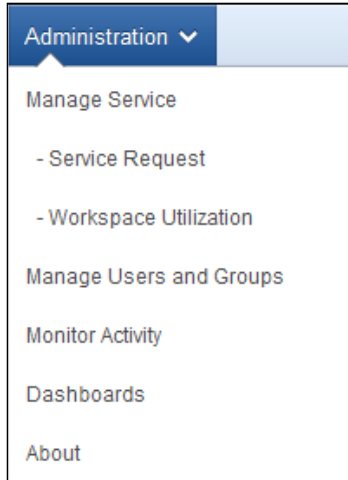 Administration
Manage Service
- Service Request
- Workspace Utilization
Manage Users and Groups
Monitor Activity
Dashboards
About